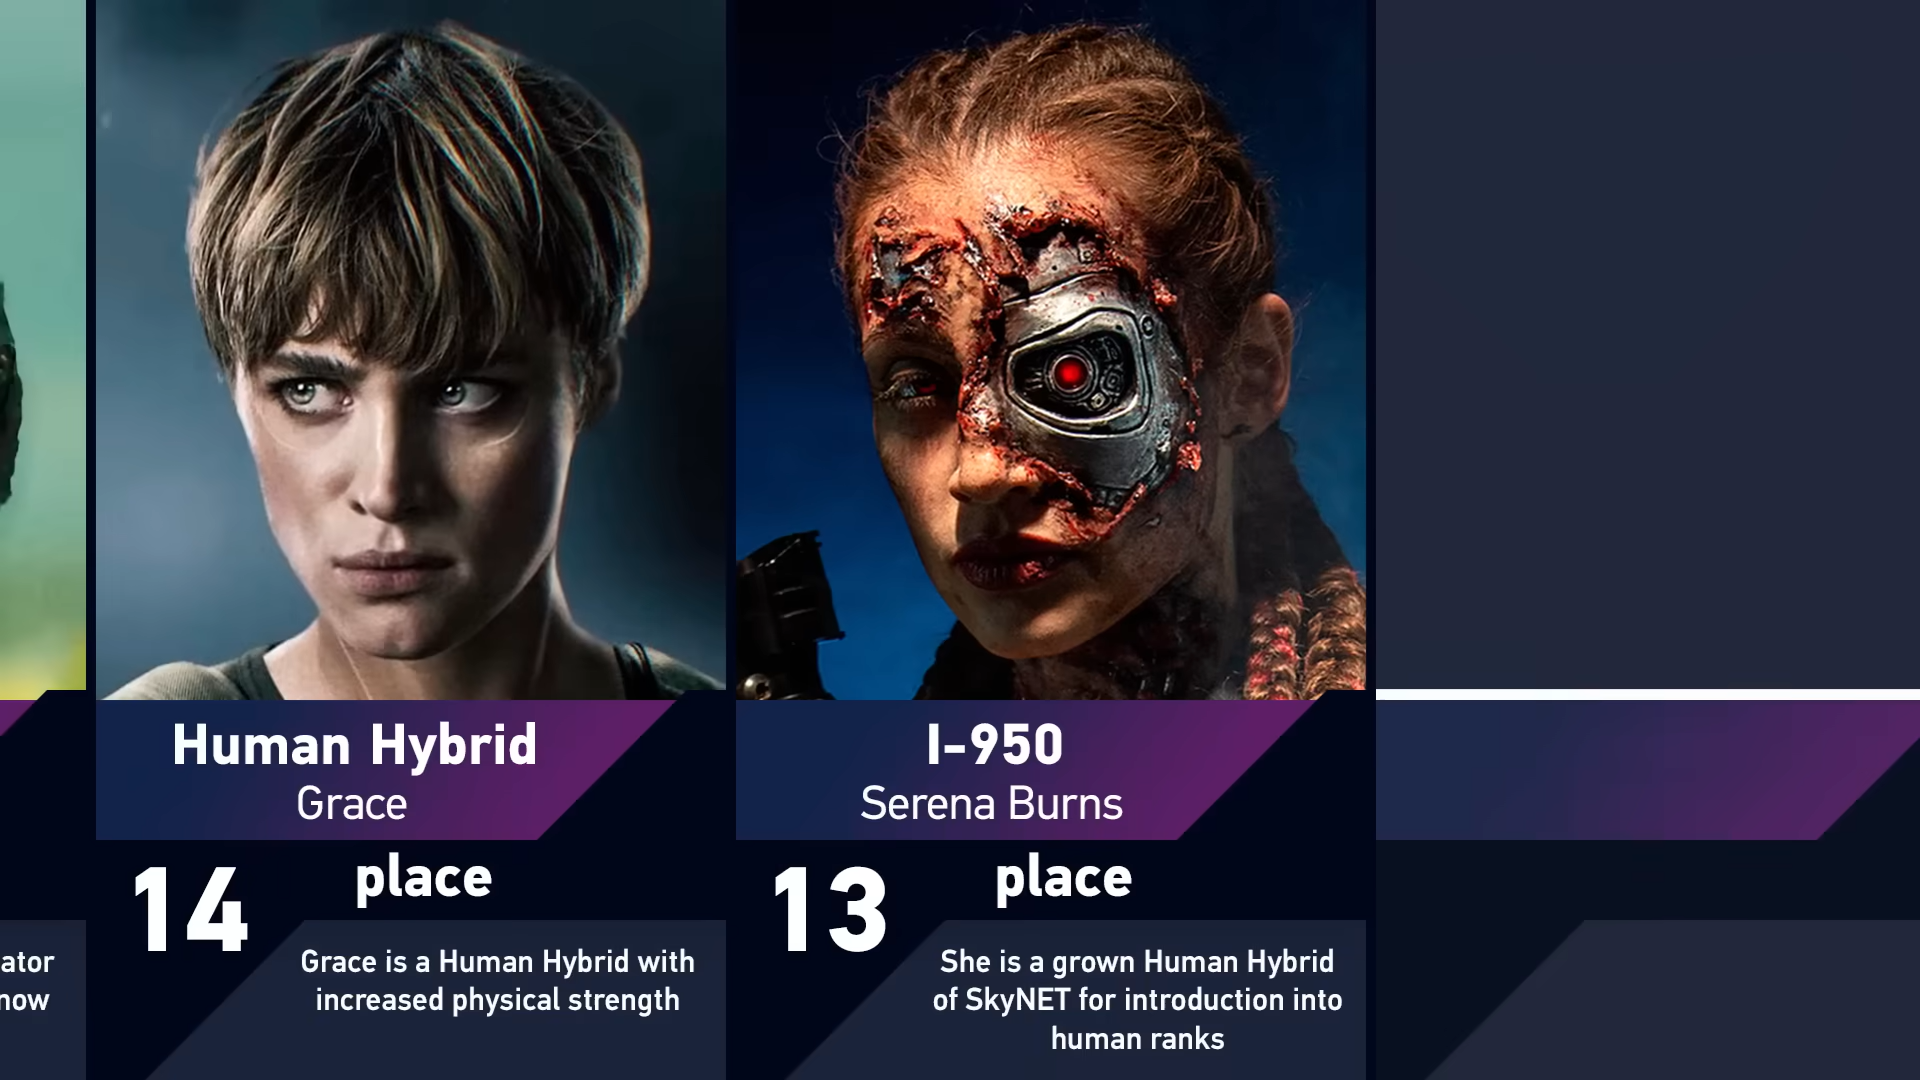 ator
now
Human Hybrid
Grace
14
place
Grace is a Human Hybrid with
increased physical strength
I-950
Serena Burns
13
place
She is a grown Human Hybrid
of SkyNET for introduction into
human ranks